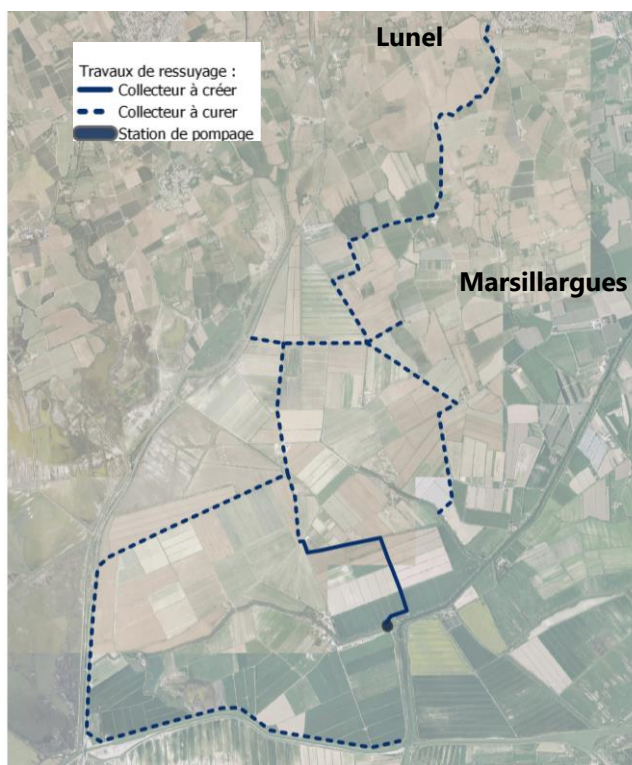 Lunel
Travaux de ressuyage :
Collecteur à créer
Collecteur à curer
Station de pompage
Marsillargues